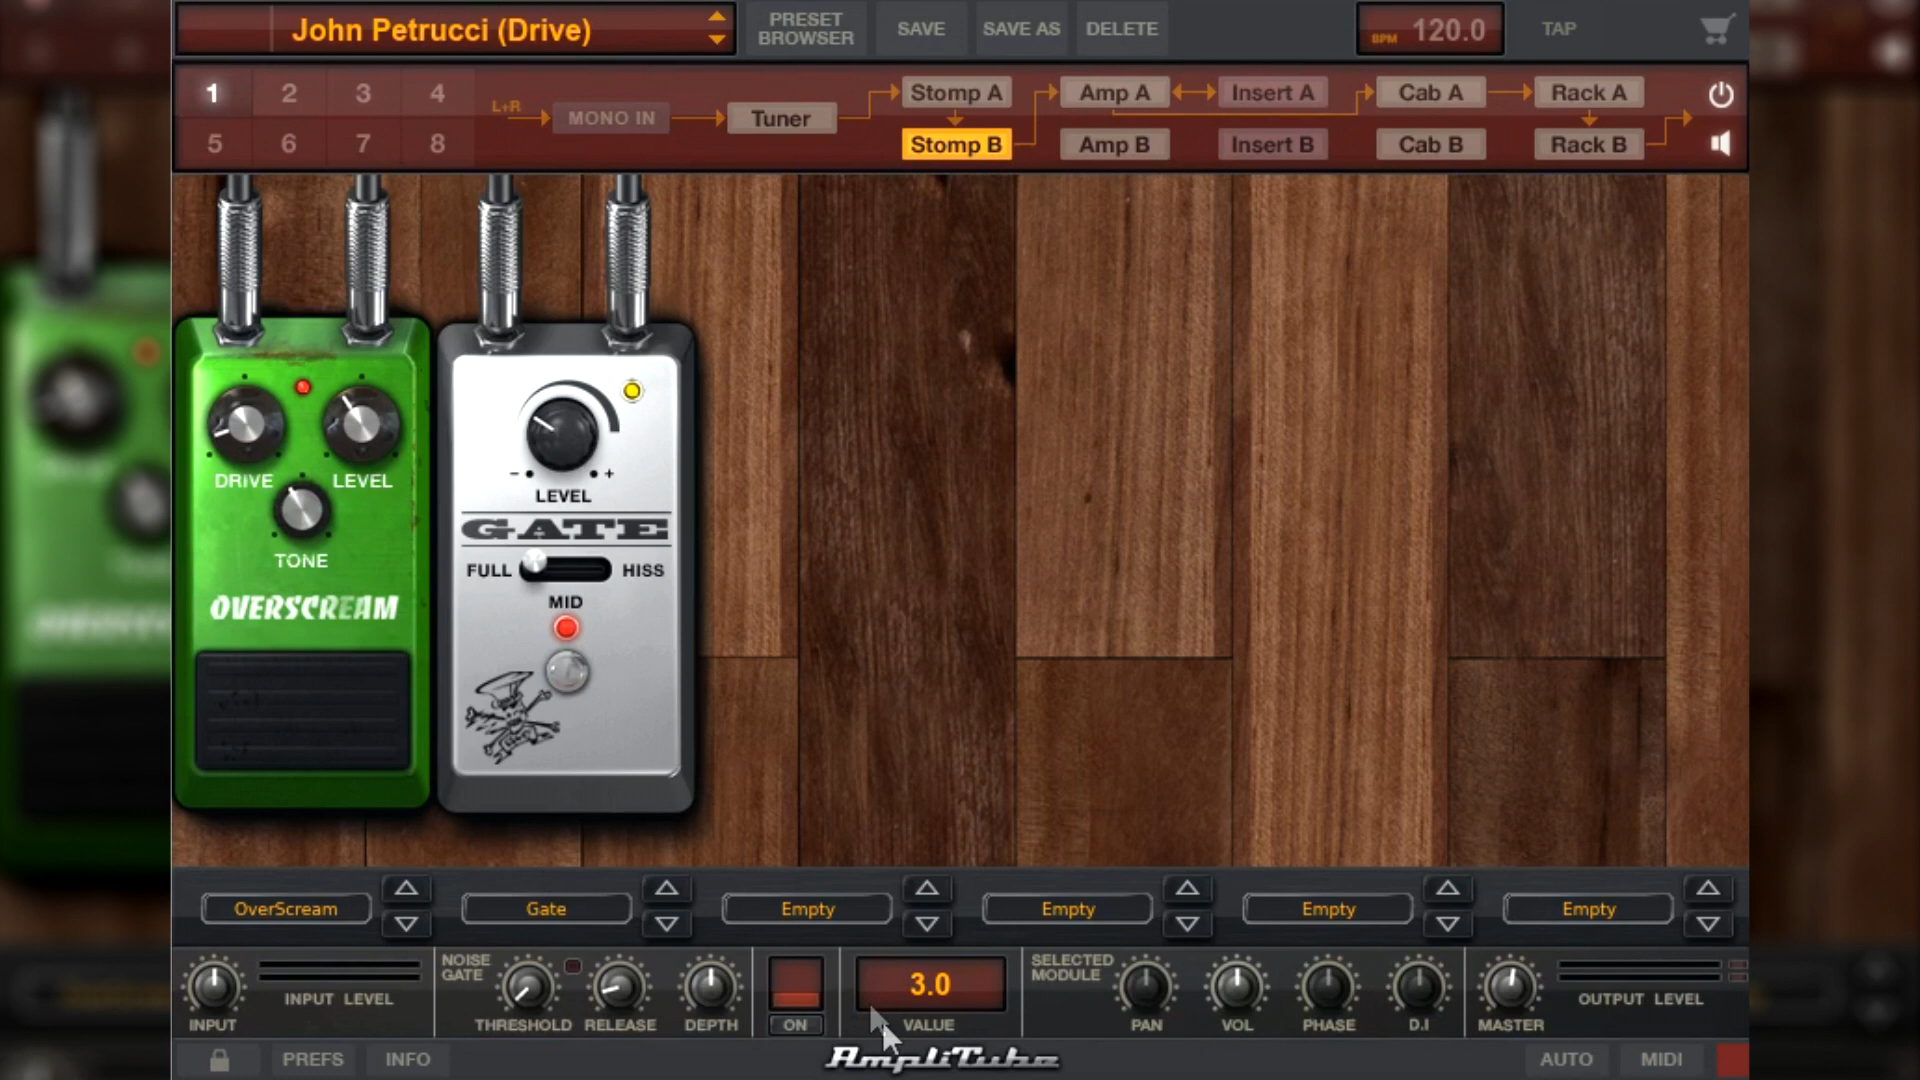 John Petrucci (Drive)
PRESET BROWSER
SAVE
SAVE AS
DELETE
BPM 120.0
TAP
1 2 3 4
5 6 7 8
L+R
MONO IN
Tuner
Stomp A
Amp A
Insert A
Cab A
Rack A
Stomp B
Amp B
Insert B
Cab B
Rack B
DRIVE
LEVEL
TONE
OVERSCREAM
- +
LEVEL
GATE
FULL
HISS
MID
OverScream
Gate
Empty
Empty
Empty
Empty
INPUT
INPUT LEVEL
NOISE GATE
THRESHOLD
RELEASE
DEPTH
ON
3.0
VALUE
SELECTED MODULE
PAN
VOL
PHASE
D.I
MASTER
OUTPUT LEVEL
PREFS
INFO
AmpliTube
AUTO
MIDI